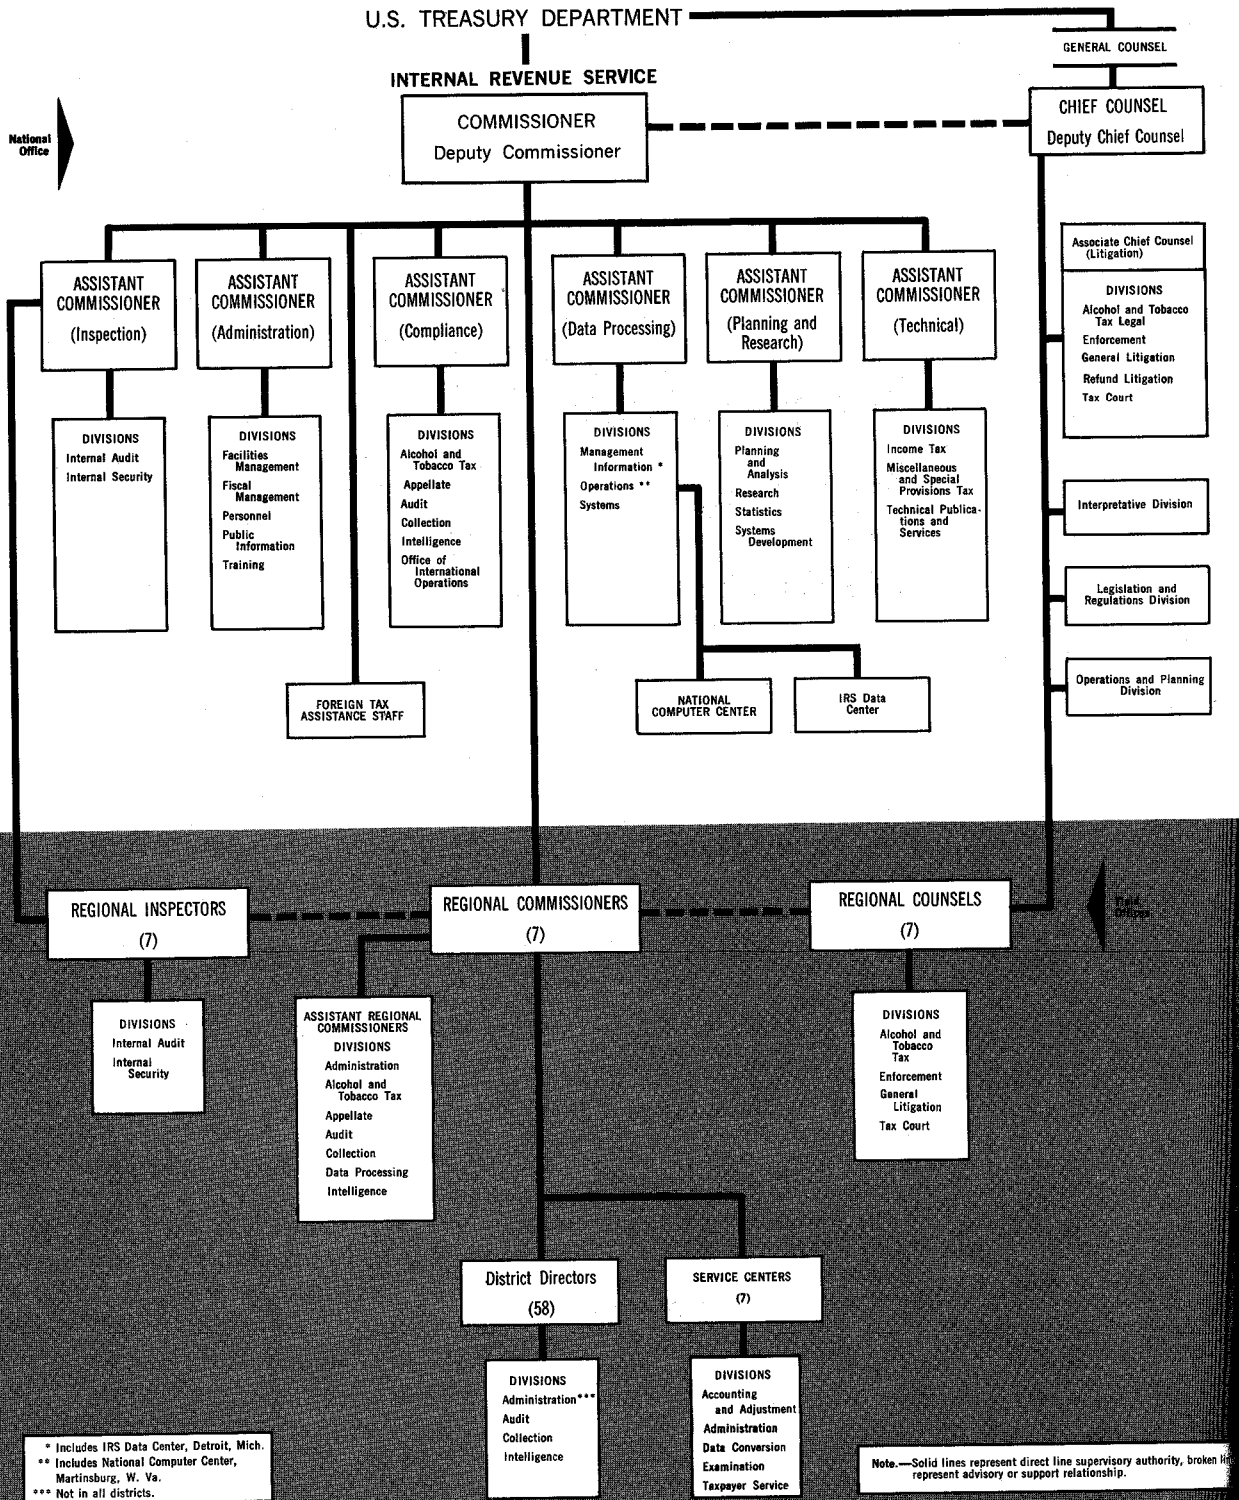 U.S. TREASURY DEPARTMENT
GENERAL COUNSEL
INTERNAL REVENUE SERVICE
National
Office
COMMISSIONER
Deputy Commissioner
CHIEF COUNSEL
Deputy Chief Counsel
ASSISTANT
COMMISSIONER
(Inspection)
DIVISIONS
Internal Audit
Internal Security
ASSISTANT
COMMISSIONER
(Administration)
DIVISIONS
Facilities
Management
Fiscal
Management
Personnel
Public
Information
Training
ASSISTANT
COMMISSIONER
(Compliance)
DIVISIONS
Alcohol and
Tobacco Tax
Appellate
Audit
Collection
Intelligence
Office of
International
Operations
ASSISTANT
COMMISSIONER
(Data Processing)
DIVISIONS
Management
Information *
Operations **
Systems
ASSISTANT
COMMISSIONER
(Planning and
Research)
DIVISIONS
Planning
and
Analysis
Research
Statistics
Systems
Development
ASSISTANT
COMMISSIONER
(Technical)
DIVISIONS
Income Tax
Miscellaneous
and Special
Provisions Tax
Technical Publica-
tions and
Services
Associate Chief Counsel
(Litigation)
DIVISIONS
Alcohol and Tobacco
Tax Legal
Enforcement
General Litigation
Refund Litigation
Tax Court
Interpretative Division
Legislation and
Regulations Division
Operations and Planning
Division
FOREIGN TAX
ASSISTANCE STAFF
NATIONAL
COMPUTER CENTER
IRS Data
Center
REGIONAL INSPECTORS
(7)
REGIONAL COMMISSIONERS
(7)
REGIONAL COUNSELS
(7)
Field
Offices
DIVISIONS
Internal Audit
Internal
Security
ASSISTANT REGIONAL
COMMISSIONERS
DIVISIONS
Administration
Alcohol and
Tobacco Tax
Appellate
Audit
Collection
Data Processing
Intelligence
DIVISIONS
Alcohol and
Tobacco
Tax
Enforcement
General
Litigation
Tax Court
District Directors
(58)
SERVICE CENTERS
(7)
DIVISIONS
Administration***
Audit
Collection
Intelligence
DIVISIONS
Accounting
and Adjustment
Administration
Data Conversion
Examination
Taxpayer Service
* Includes IRS Data Center, Detroit, Mich.
** Includes National Computer Center,
Martinsburg, W. Va.
*** Not in all districts.
Note.—Solid lines represent direct line supervisory authority, broken
represent advisory or support relationship.